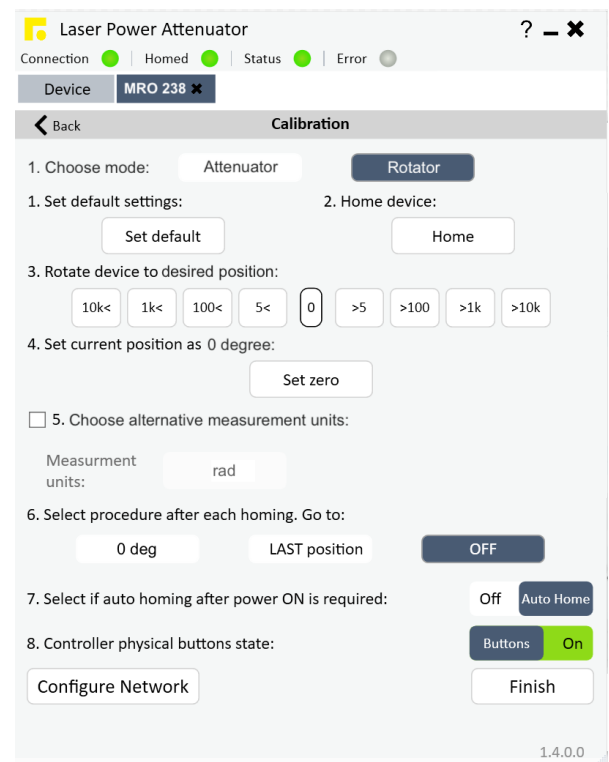 Laser Power Attenuator ?
Connection Homed Status Error
Device MRO 238
Back Calibration
1. Choose mode: Attenuator Rotator
1. Set default settings: 2. Home device:
Set default Home
3. Rotate device to desired position:
10k< 1k< 100< 5< 0 >5 >100 >1k >10k
4. Set current position as 0 degree:
Set zero
5. Choose alternative measurement units:
Measurment
units: rad
6. Select procedure after each homing. Go to:
0 deg LAST position OFF
7. Select if auto homing after power ON is required: Off Auto Home
8. Controller physical buttons state: Buttons On
Configure Network Finish
1.4.0.0